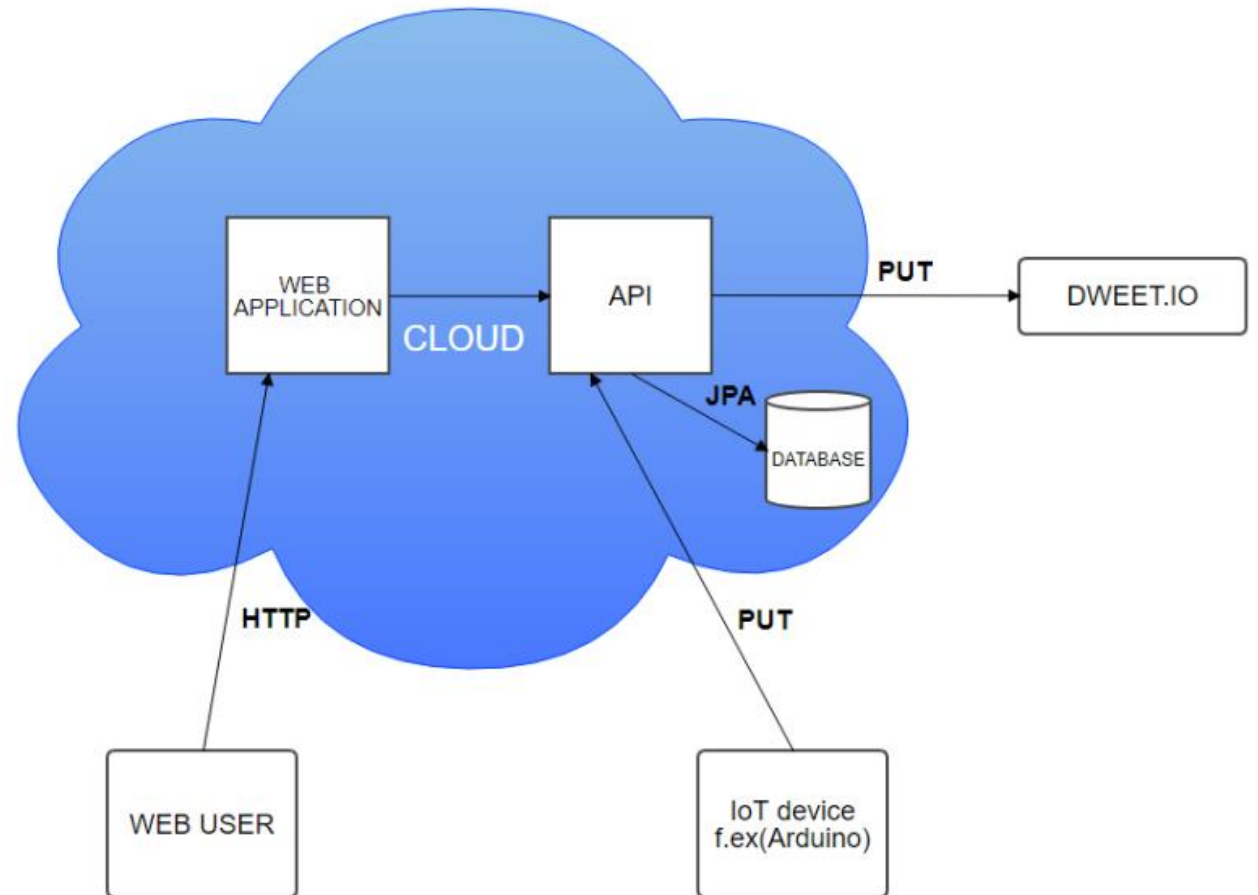 WEB
APPLICATION
CLOUD
API
PUT
DWEET.IO
JPA
DATABASE
HTTP
PUT
WEB USER
IoT device
f.ex(Arduino)